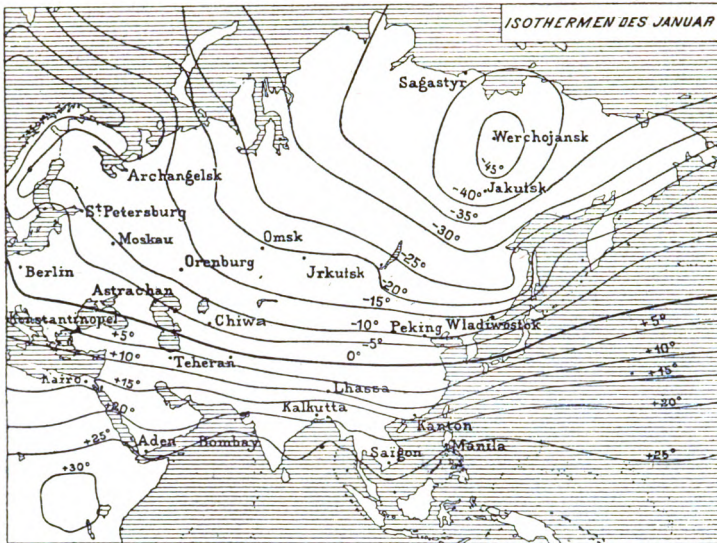 ISOTHERMEN DES JANUAR
Sagastyr
Werchojansk
-45°
Archangelsk
Jakutsk
-40°
-35°
St Petersburg
-30°
Moskau
Omsk
-25°
Orenburg
Jrkutsk
Berlin
-20°
Astrachan
-15°
Konstantinopel
Chiwa
-10°
Peking
Wladiwostok
+5°
+5°
-5°
0°
+10°
+10°
Teheran
+15°
Kairo
+15°
Lhassa
+20°
+20°
Kalkutta
Kanton
+25°
Aden
Bombay
Manila
Saigon
+25°
+30°